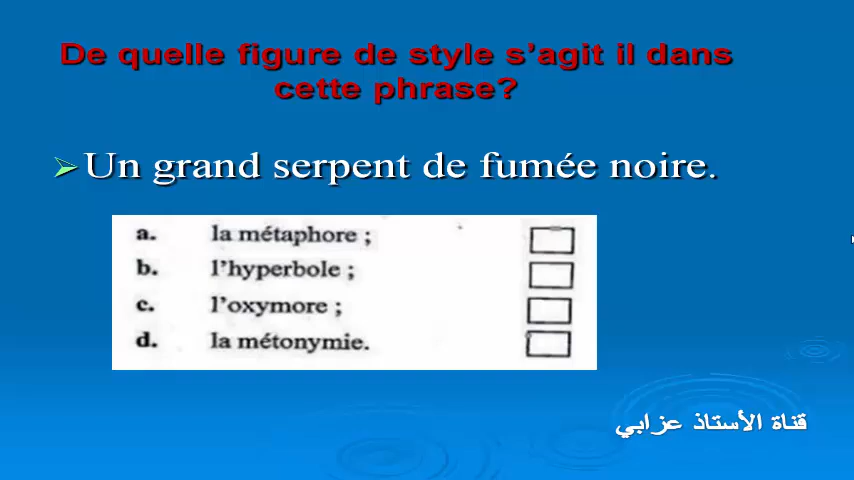 De quelle figure de style s’agit il dans
cette phrase?
Un grand serpent de fumée noire.
a. la métaphore ;
b. l’hyperbole ;
c. l’oxymore ;
d. la métonymie.
قناة الأستاذ عزابي